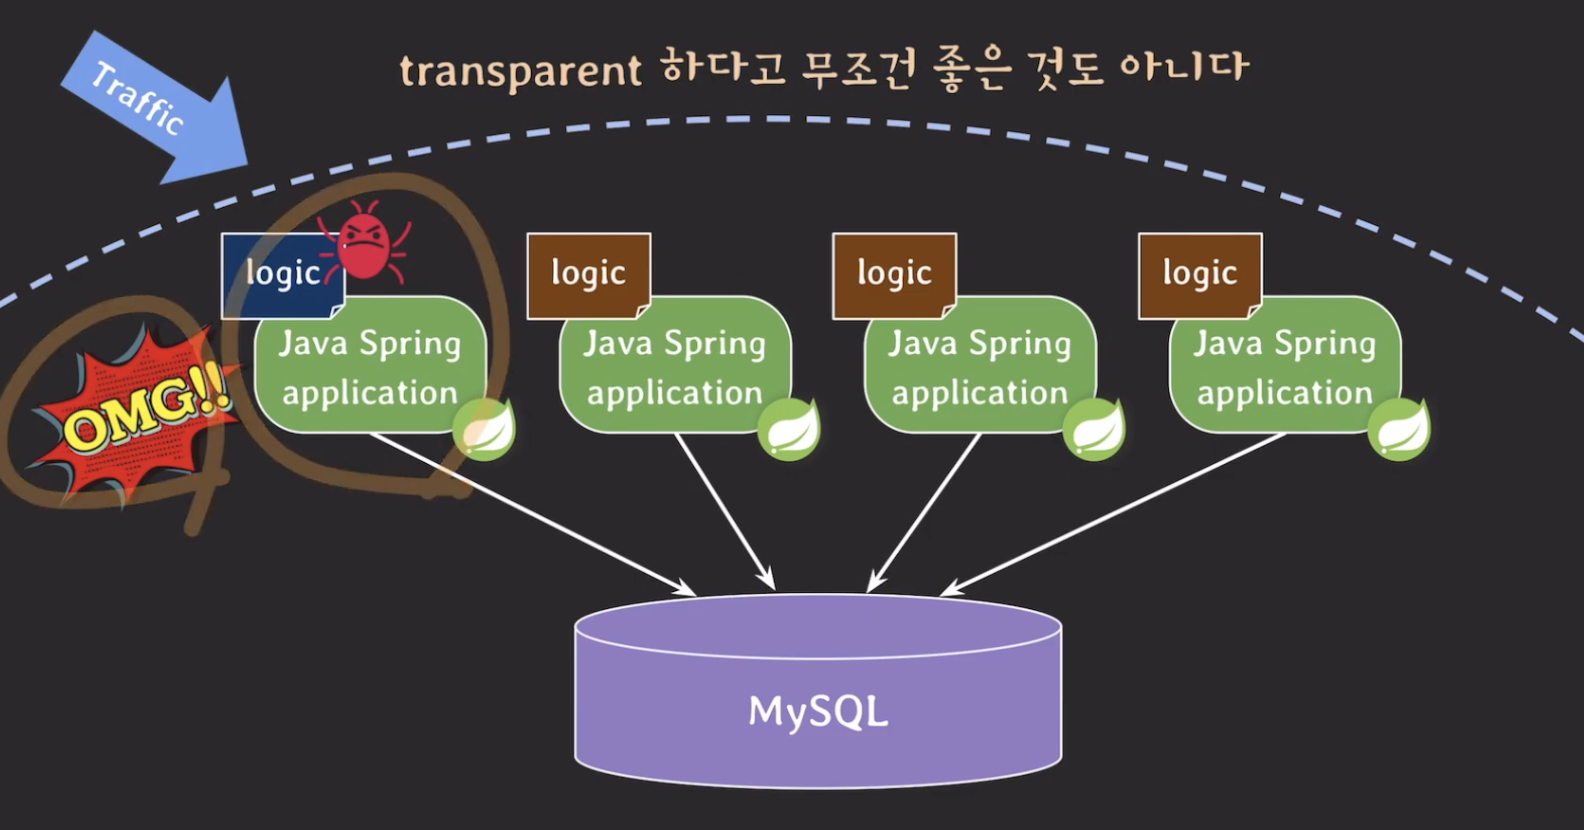 Traffic
transparent 하다고 무조건 좋은 것도 아니다
logic
logic
logic
logic
Java Spring
application
Java Spring
application
Java Spring
application
Java Spring
application
OMG!!
MySQL